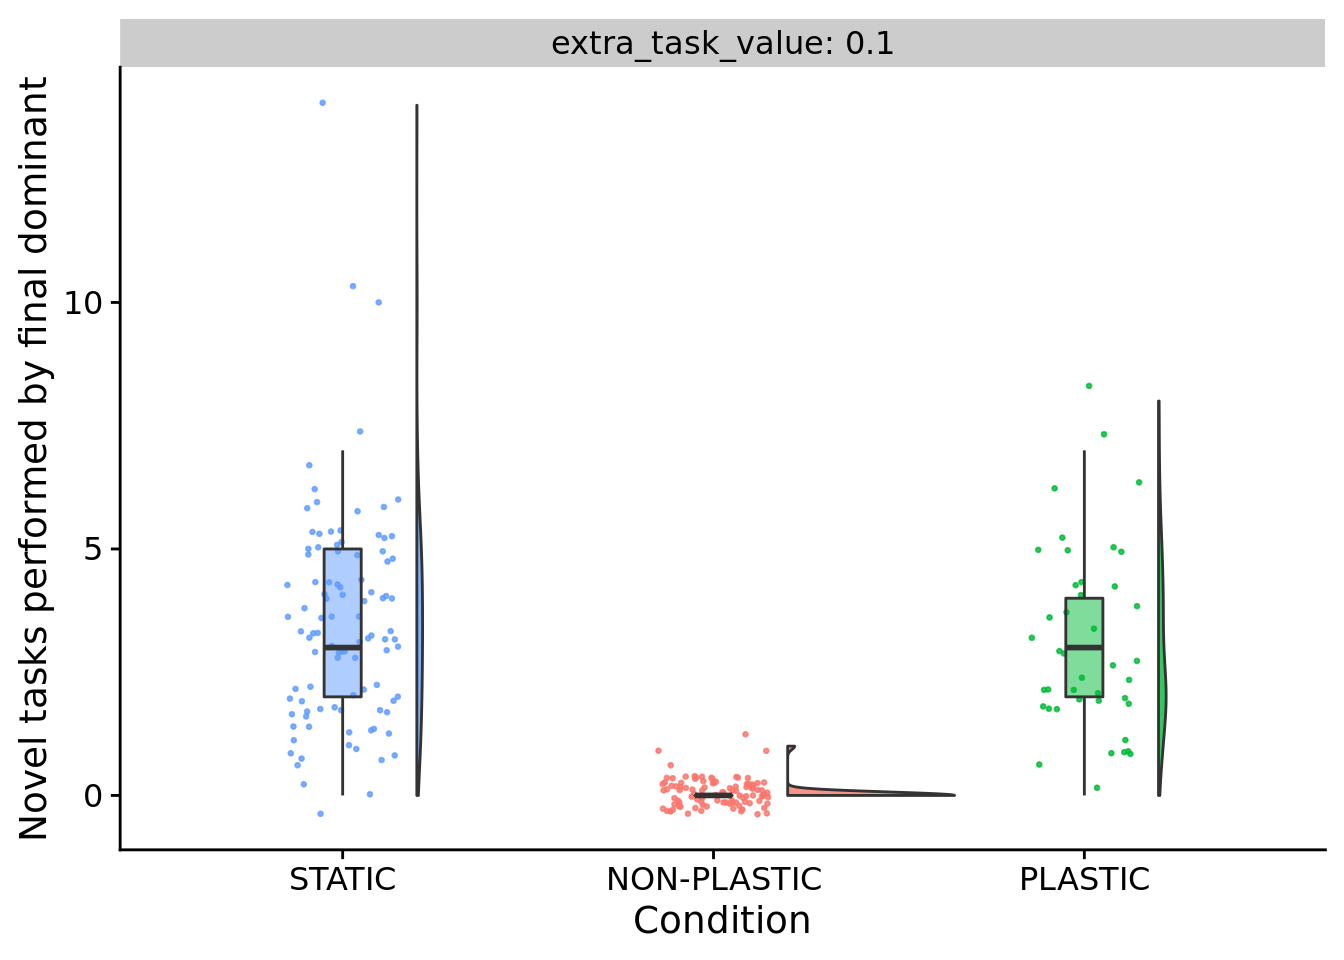 extra_task_value: 0.1
Novel tasks performed by final dominant
10
5
0
STATIC
NON-PLASTIC
PLASTIC
Condition